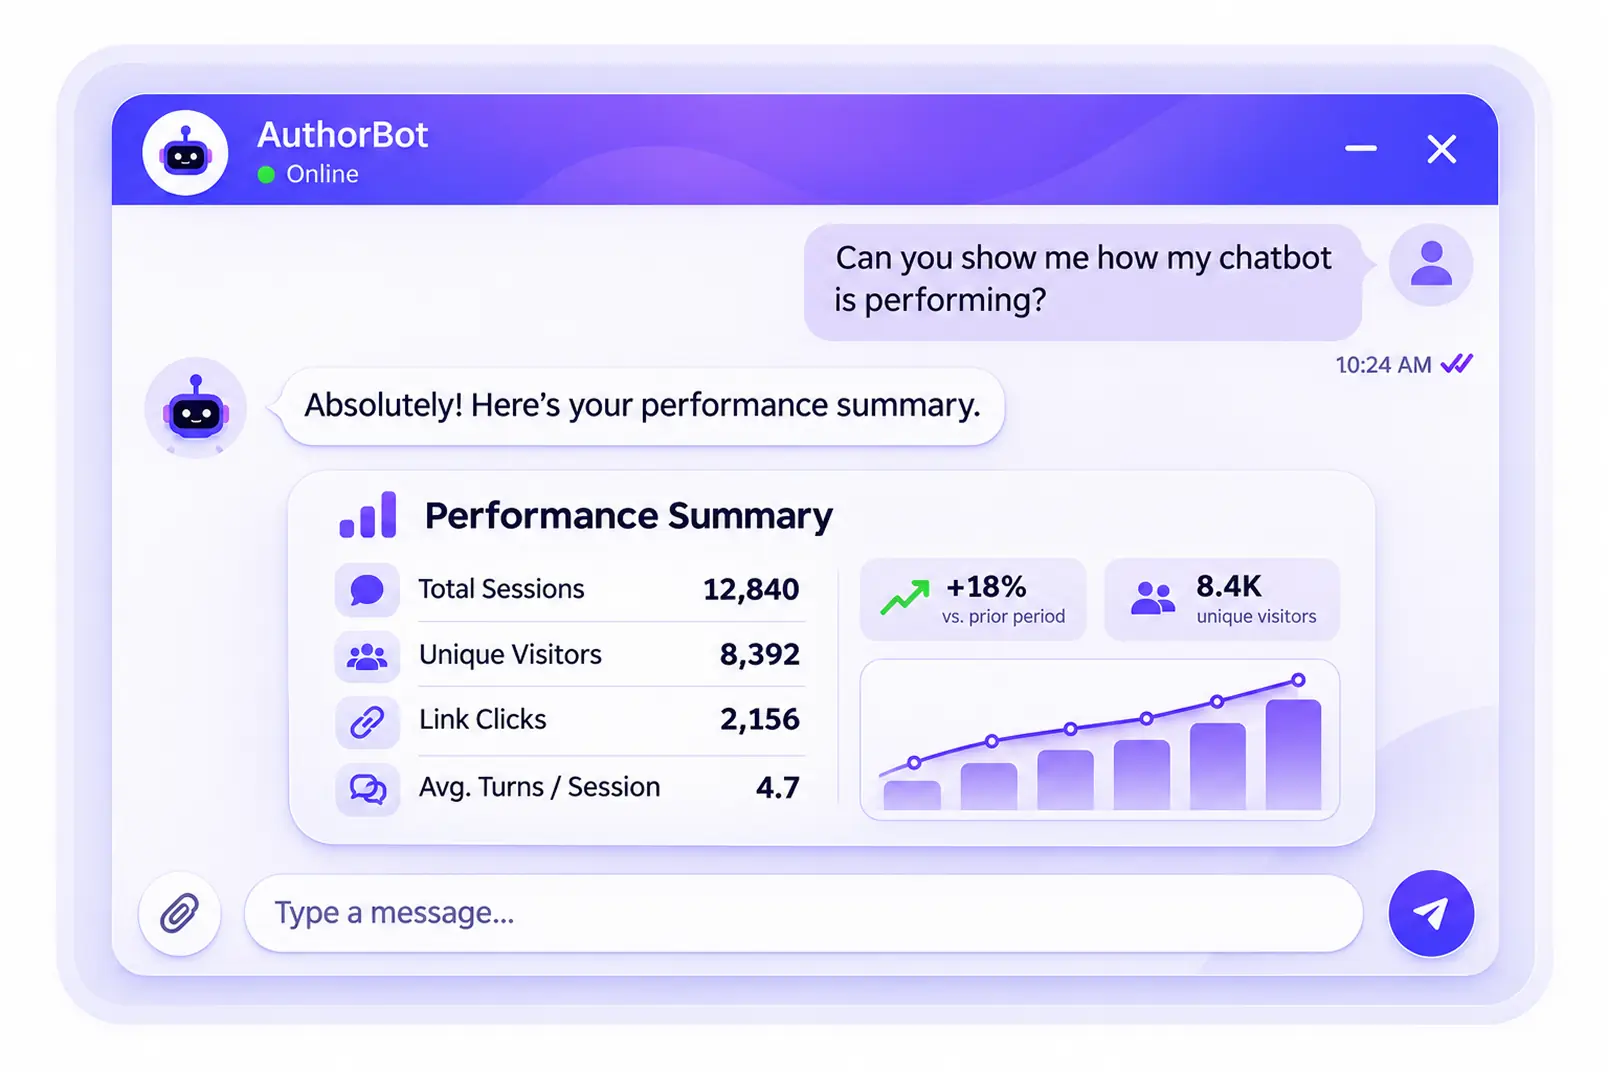 AuthorBot
Online
Can you show me how my chatbot
is performing?
10:24 AM
Absolutely! Here's your performance summary.
Performance Summary
Total Sessions 12,840
Unique Visitors 8,392
Link Clicks 2,156
Avg. Turns / Session 4.7
+18%
vs. prior period
8.4K
unique visitors
Type a message...